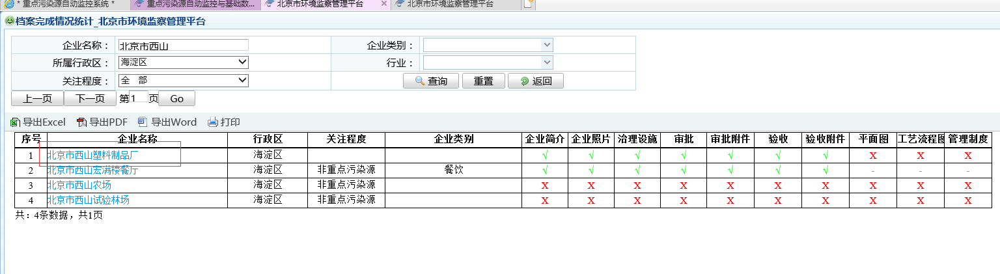 * 重点污染源自动监控系统 * 重点污染源自动监控与基础数... 北京市环境监察管理平台 × 北京市环境监察管理平台
档案完成情况统计_北京市环境监察管理平台
企业名称： 北京市西山 企业类别：
所属行政区： 海淀区 行业：
关注程度： 全 部 查询 重置 返回
上一页 下一页 第1 页 Go
导出Excel 导出PDF 导出Word 打印
序号 企业名称 行政区 关注程度 企业类别 企业简介 企业照片 治理设施 审批 审批附件 验收 验收附件 平面图 工艺流程图 管理制度
1 北京市西山塑料制品厂 海淀区 √ √ √ √ √ √ √ X X X
2 北京市西山宏满楼餐厅 海淀区 非重点污染源 餐饮 √ √ √ √ √ √ √ - - -
3 北京市西山农场 海淀区 非重点污染源 X X X X X X X X X X
4 北京市西山试验林场 海淀区 非重点污染源 X X X X X X X X X X
共：4条数据，共1页